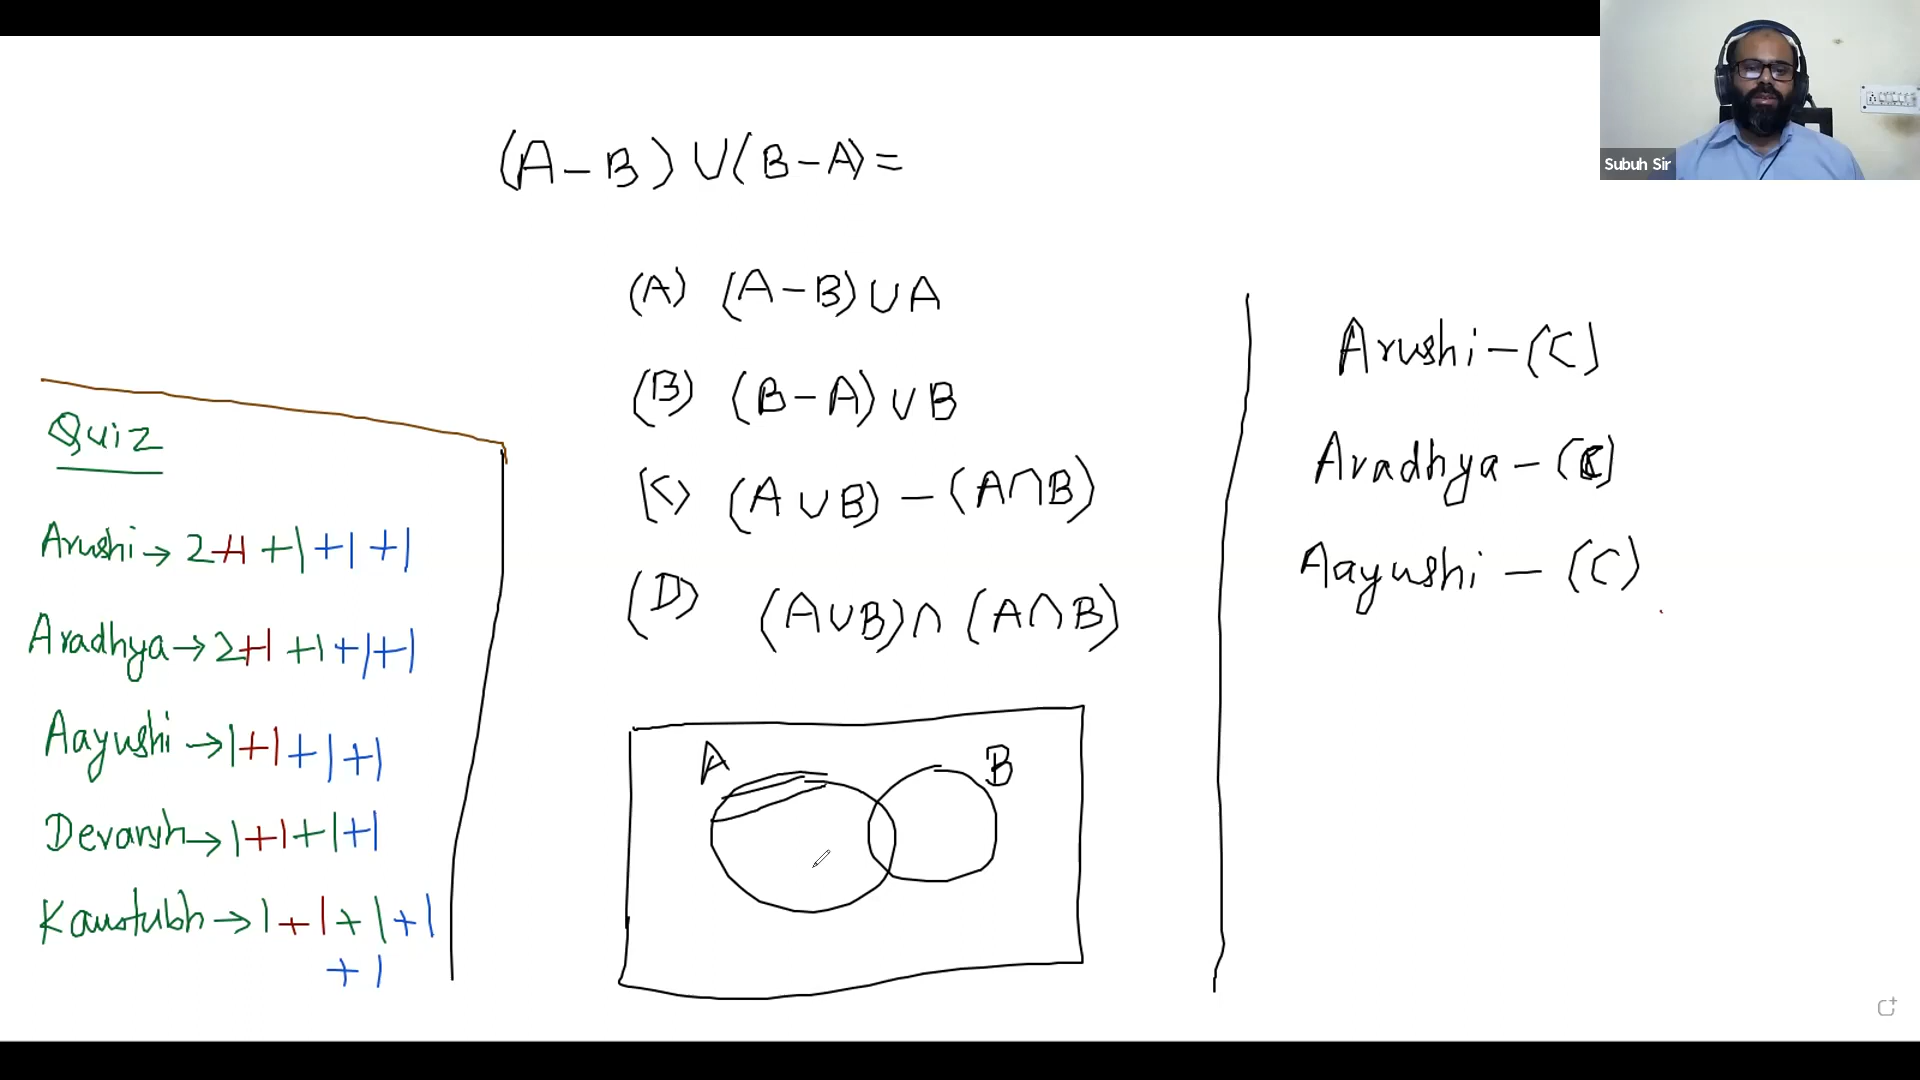 Subuh Sir
(A-B) ∪ (B-A) =
(A) (A-B) ∪ A
(B) (B-A) ∪ B
(C) (A ∪ B) - (A ∩ B)
(D) (A ∪ B) ∩ (A ∩ B)
A B
Quiz
Arushi → 2+1 +1 +1 +1
Aradhya → 2+1 +1 +1 +1
Aayushi → 1+1 +1 +1
Devarsh → 1+1+1+1
Kaustubh → 1+1+1+1
+1
Arushi - (C)
Aradhya - (C)
Aayushi - (C)